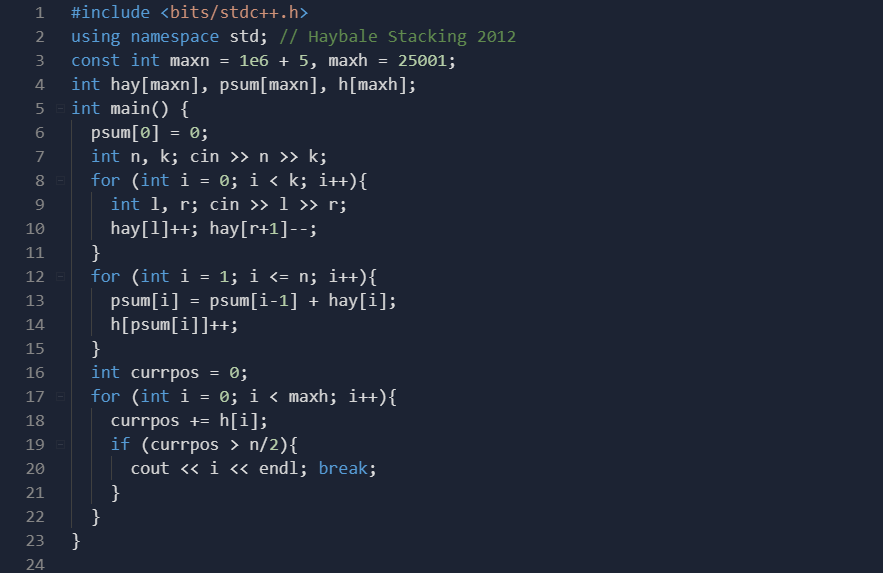 1 #include <bits/stdc++.h>
2 using namespace std; // Haybale Stacking 2012
3 const int maxn = 1e6 + 5, maxh = 25001;
4 int hay[maxn], psum[maxn], h[maxh];
5 int main() {
6   psum[0] = 0;
7   int n, k; cin >> n >> k;
8   for (int i = 0; i < k; i++){
9     int l, r; cin >> l >> r;
10     hay[l]++; hay[r+1]--;
11   }
12   for (int i = 1; i <= n; i++){
13     psum[i] = psum[i-1] + hay[i];
14     h[psum[i]]++;
15   }
16   int currpos = 0;
17   for (int i = 0; i < maxh; i++){
18     currpos += h[i];
19     if (currpos > n/2){
20       cout << i << endl; break;
21     }
22   }
23 }
24